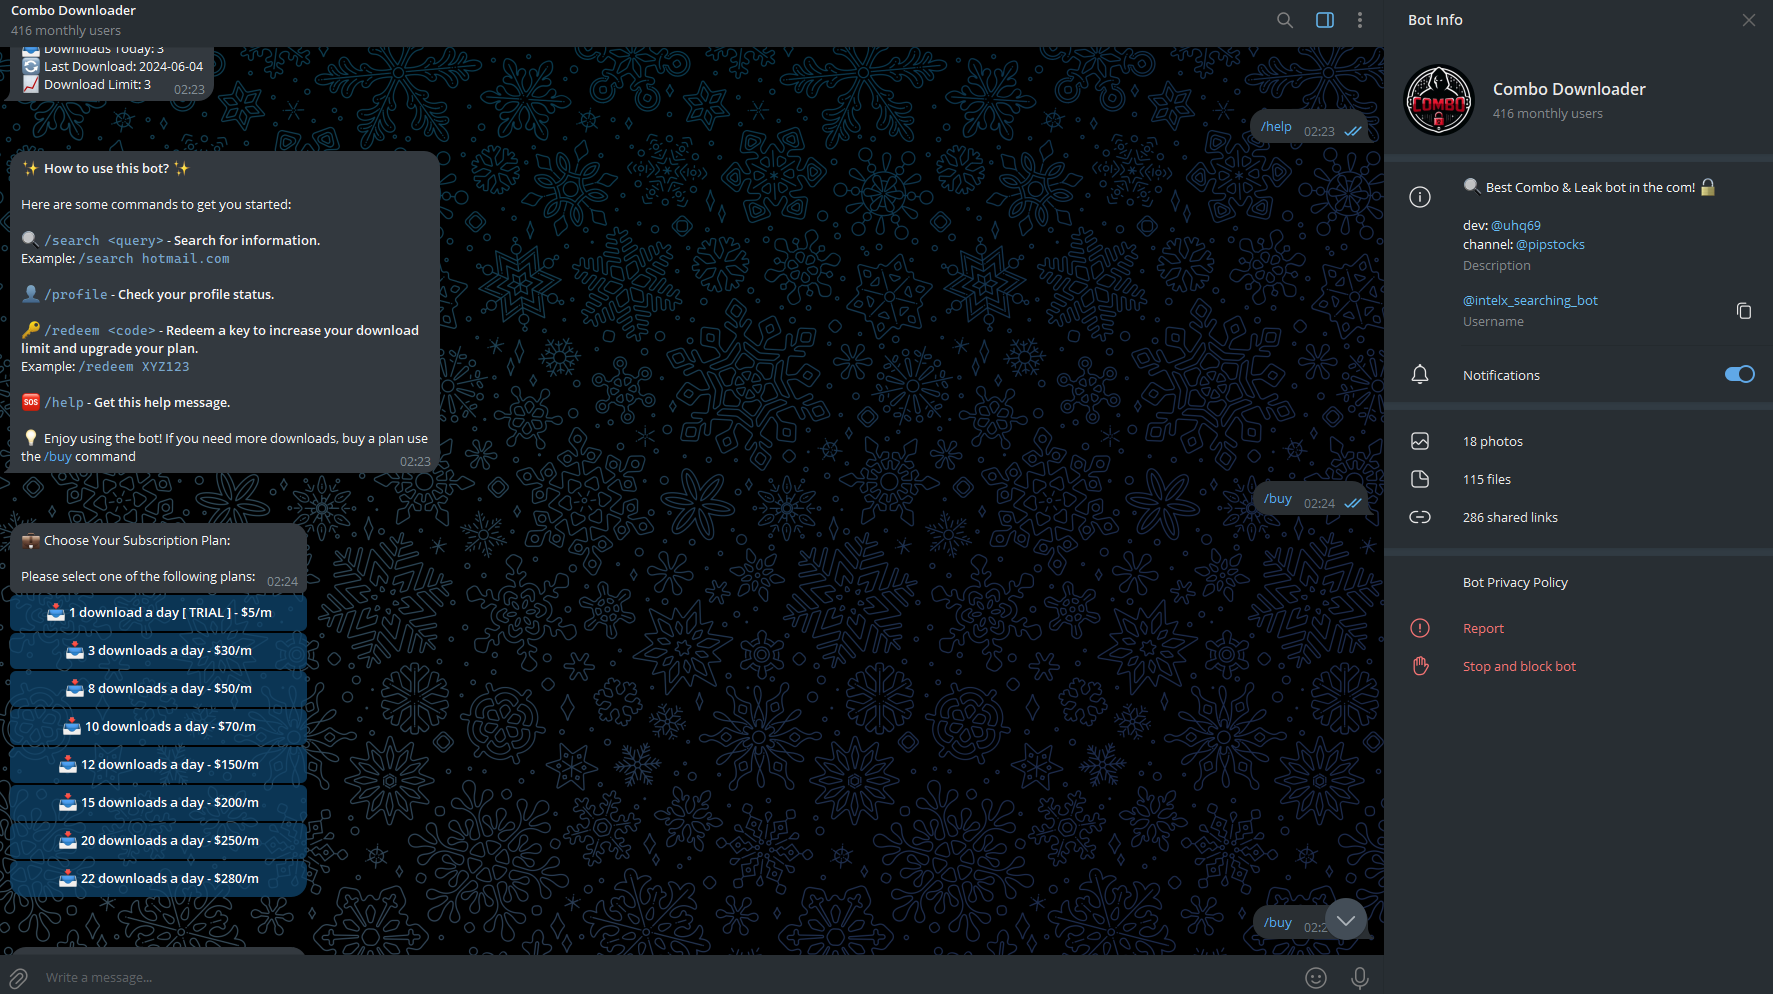 Combo Downloader
416 monthly users
Downloads Today: 3
Last Download: 2024-06-04
Download Limit: 3
02:23
/help 02:23
✨ How to use this bot? ✨
Here are some commands to get you started:
🔍 /search <query> - Search for information.
Example: /search hotmail.com
👤 /profile - Check your profile status.
🔑 /redeem <code> - Redeem a key to increase your download
limit and upgrade your plan.
Example: /redeem XYZ123
🆘 /help - Get this help message.
💡 Enjoy using the bot! If you need more downloads, buy a plan use
the /buy command
02:23
/buy 02:24
💼 Choose Your Subscription Plan:
Please select one of the following plans:
02:24
📥 1 download a day [ TRIAL ] - $5/m
📥 3 downloads a day - $30/m
📥 8 downloads a day - $50/m
📥 10 downloads a day - $70/m
📥 12 downloads a day - $150/m
📥 15 downloads a day - $200/m
📥 20 downloads a day - $250/m
📥 22 downloads a day - $280/m
/buy
Write a message...
Bot Info
COMBO
Combo Downloader
416 monthly users
🔍 Best Combo & Leak bot in the com! 🔓
dev: @uhq69
channel: @pipstocks
Description
@intelx_searching_bot
Username
Notifications
18 photos
115 files
286 shared links
Bot Privacy Policy
Report
Stop and block bot